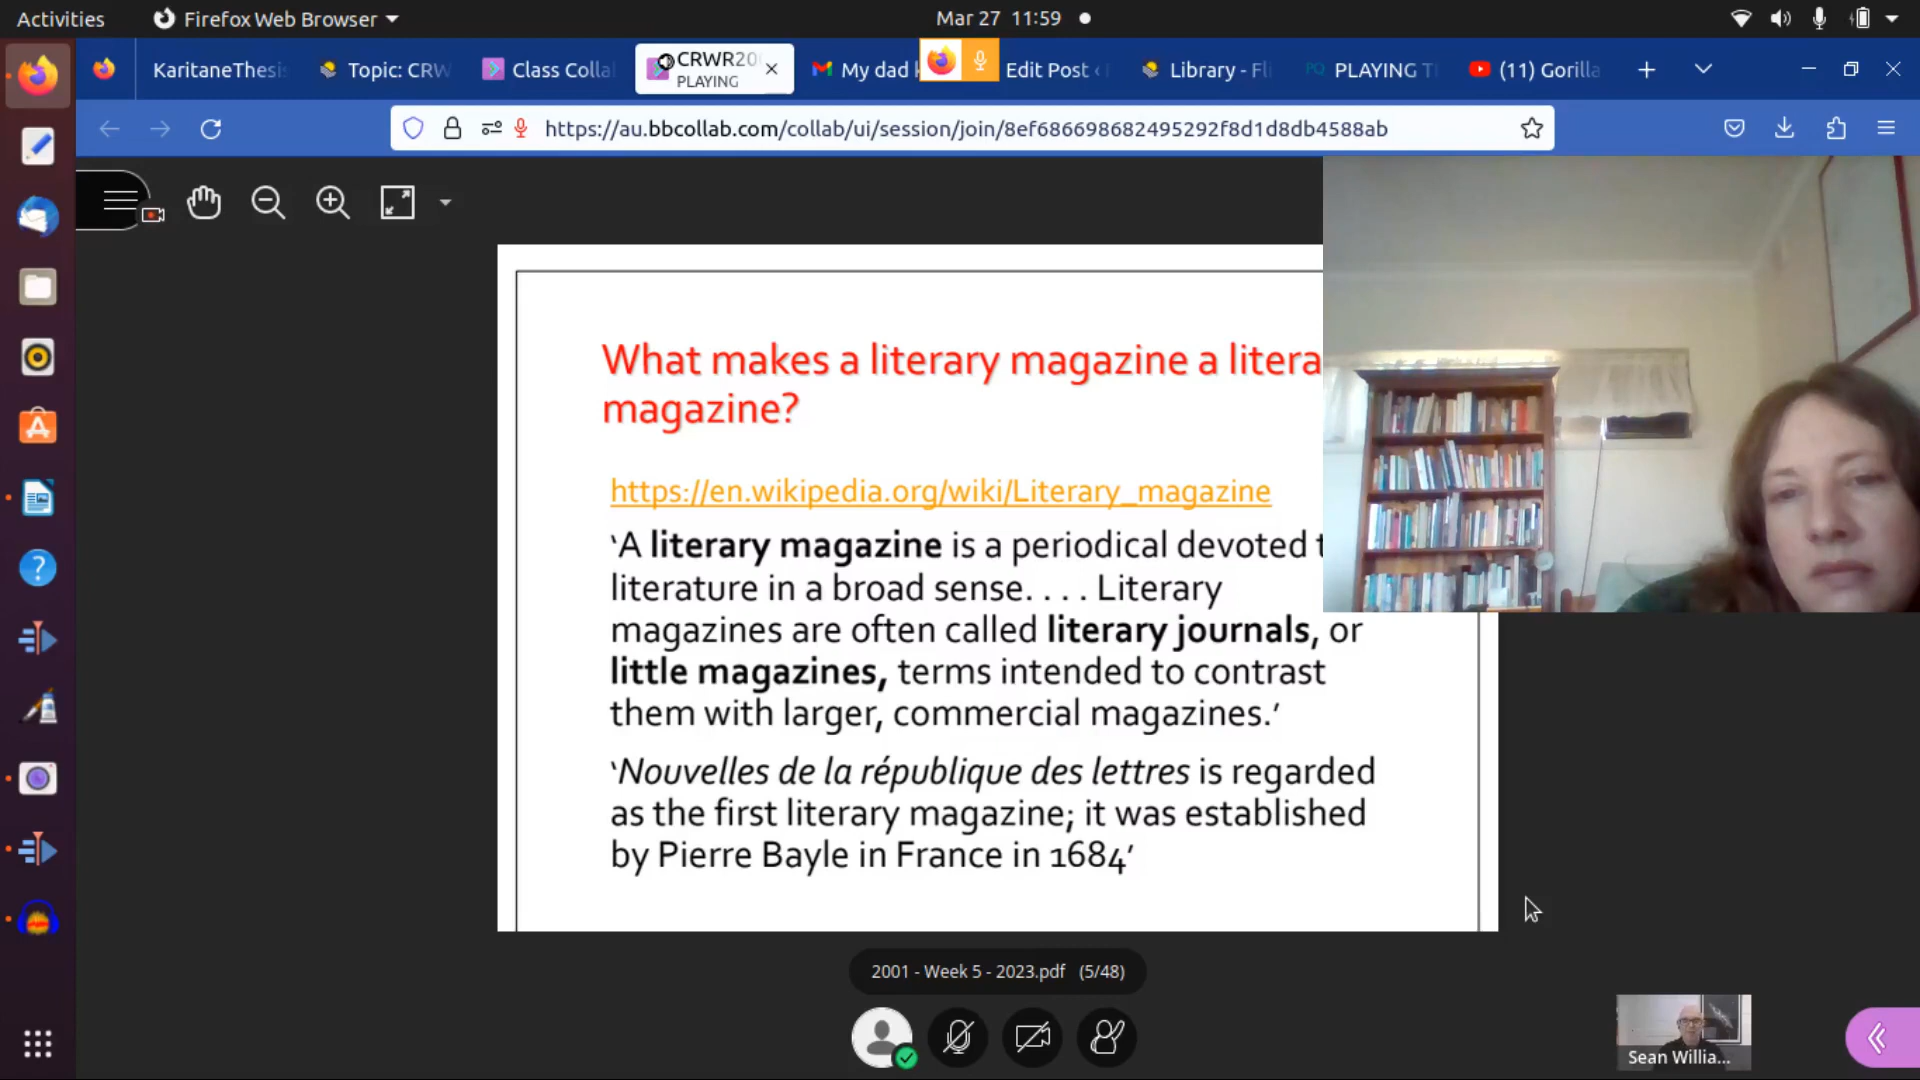 Activities
Firefox Web Browser
Mar 27 11:59
KaritaneThesis
Topic: CRW
Class Colla
CRWR20
PLAYING
My dad
Edit Post
Library - Fli
PLAYING T
(11) Gorilla
https://au.bbcollab.com/collab/ui/session/join/8ef686698682495292f8d1d8db4588ab
What makes a literary magazine a litera
magazine?
https://en.wikipedia.org/wiki/Literary_magazine
‘A literary magazine is a periodical devoted t
literature in a broad sense. . . . Literary
magazines are often called literary journals, or
little magazines, terms intended to contrast
them with larger, commercial magazines.’
‘Nouvelles de la république des lettres is regarded
as the first literary magazine; it was established
by Pierre Bayle in France in 1684’
2001 - Week 5 - 2023.pdf (5/48)
Sean Willia...